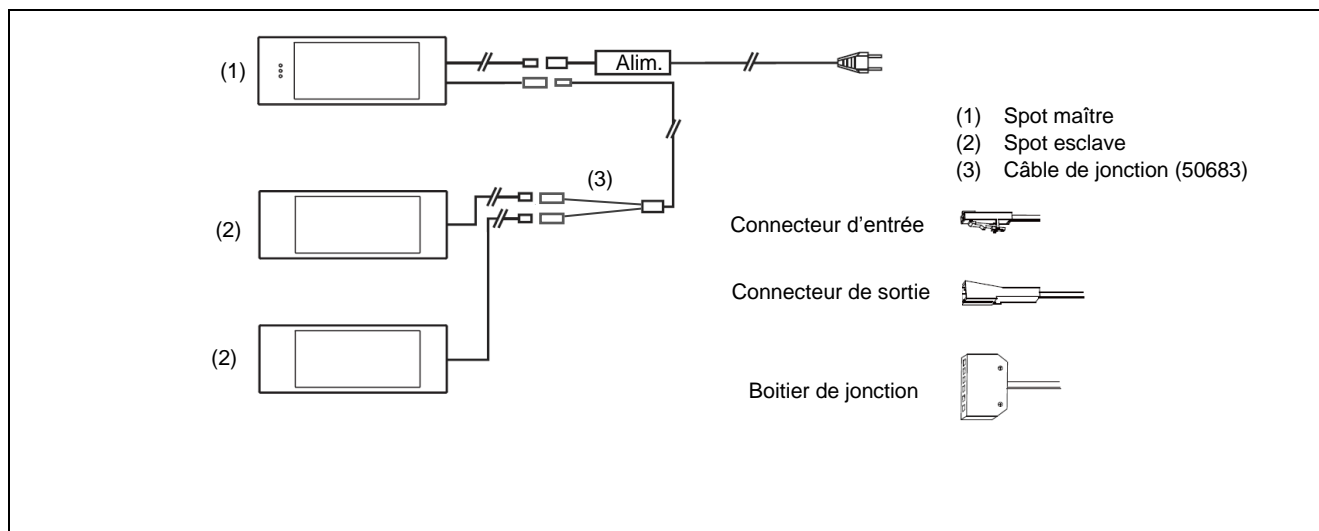 (1)
Alim.
(1) Spot maître
(2) Spot esclave
(3) Câble de jonction (50683)
(3)
(2)
Connecteur d'entrée
Connecteur de sortie
(2)
Boitier de jonction